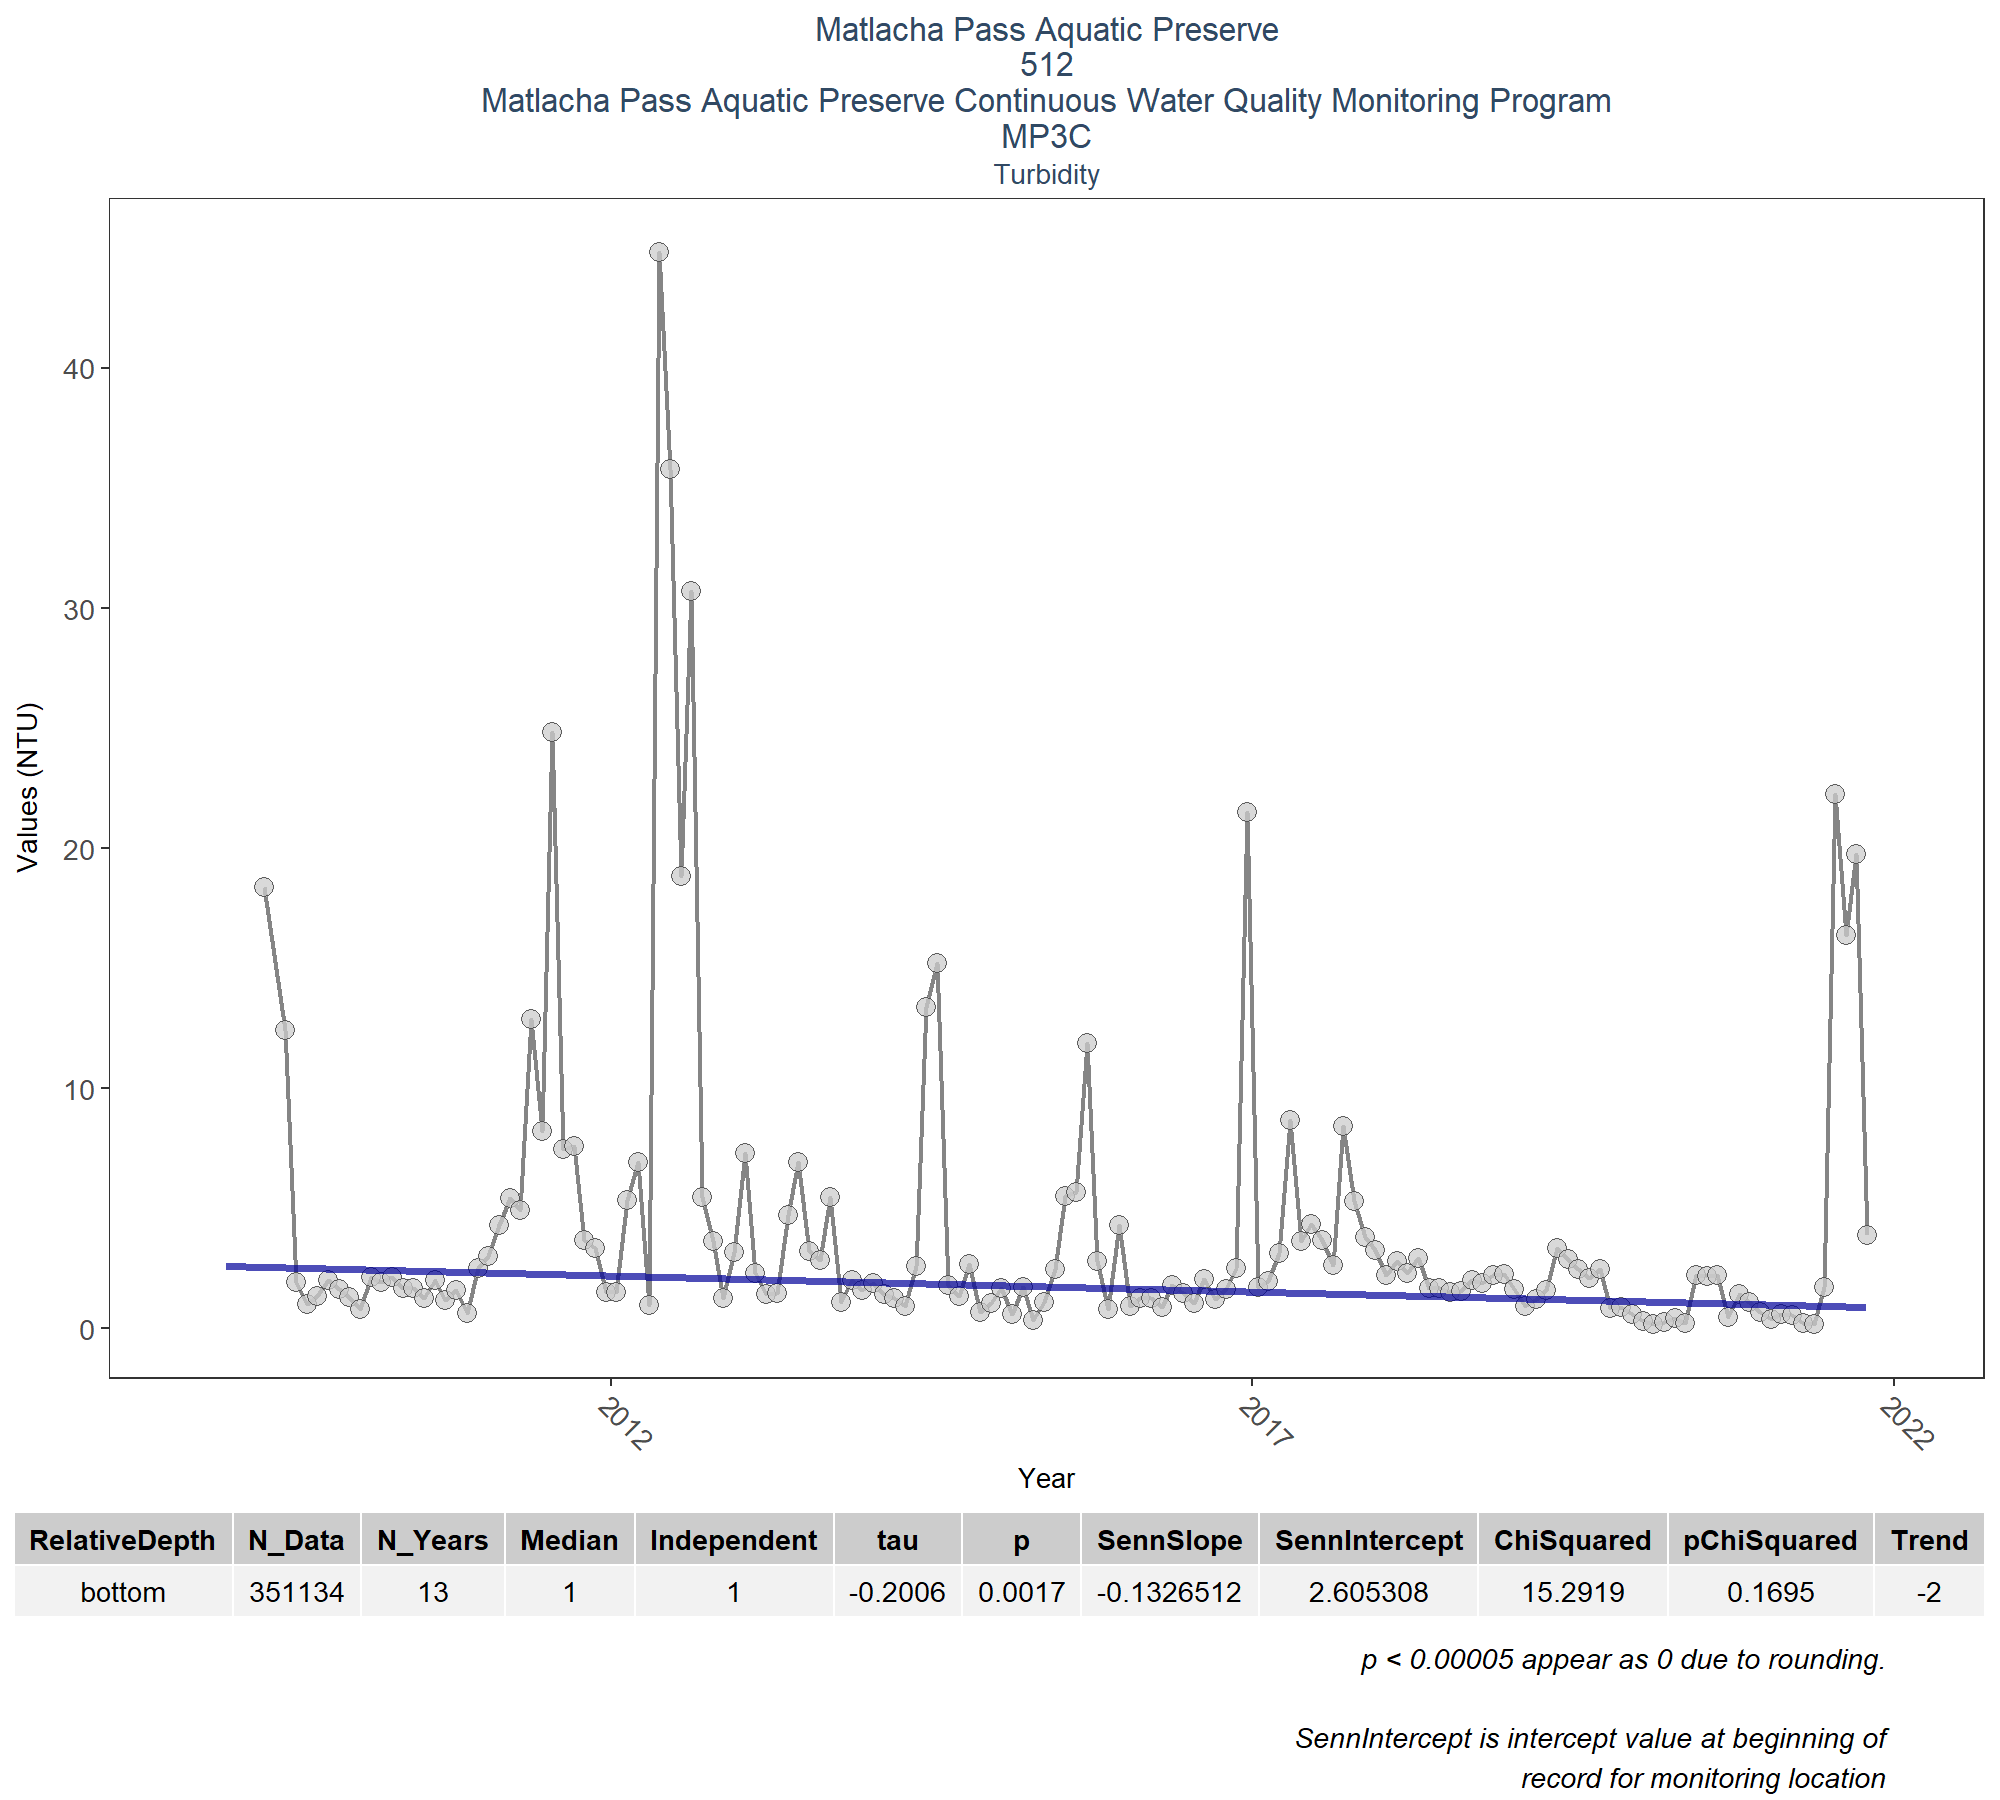 Matlacha Pass Aquatic Preserve
512
Matlacha Pass Aquatic Preserve Continuous Water Quality Monitoring Program
MP3C
Turbidity
Values (NTU)
40
30
20
10
0
2012
2017
2022
Year
RelativeDepth N_Data N_Years Median Independent tau p SennSlope SennIntercept ChiSquared pChiSquared Trend
bottom 351134 13 1 1 -0.2006 0.0017 -0.1326512 2.605308 15.2919 0.1695 -2
p < 0.00005 appear as 0 due to rounding.
SennIntercept is intercept value at beginning of
record for monitoring location